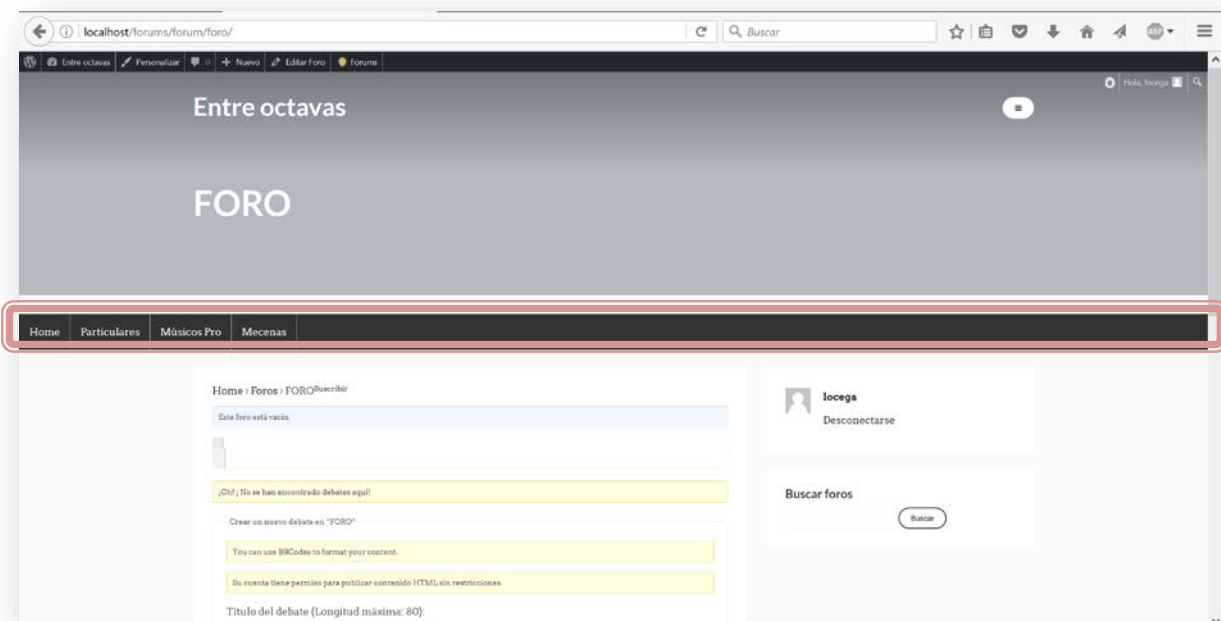 localhost/forums/forum/foro/
Buscar
ABP
Entre octavas Personalizar 0 Nuevo Editar Foro Forums
Hola, locega
Entre octavas
FORO
Home Particulares Músicos Pro Mecenas
Home › Foros › FORO Suscribir
Este foro está vacío.
¡Oh! ¡ No se han encontrado debates aquí!
Crear un nuevo debate en "FORO"
You can use BBCodes to format your content.
Su cuenta tiene permiso para publicar contenido HTML sin restricciones.
Título del debate (Longitud máxima: 80):
locega
Desconectarse
Buscar foros
Buscar